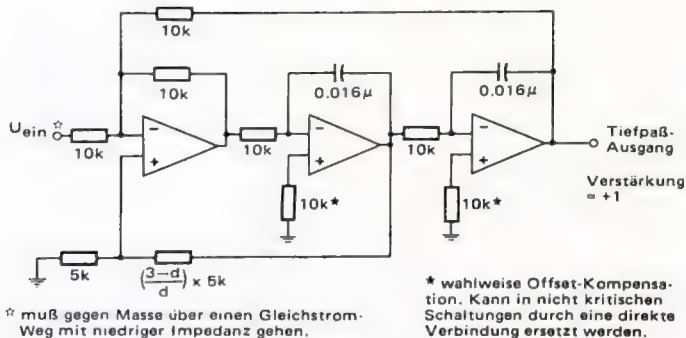 10k
10k
0.016µ
0.016µ
U ein ☆
10k
−
+
10k
−
+
10k
−
+
Tiefpaß-
Ausgang
Verstärkung
= +1
10k*
10k*
5k
(3−d/d) x 5k
☆ muß gegen Masse über einen Gleichstrom-
Weg mit niedriger Impedanz gehen.
* wahlweise Offset-Kompensa-
tion. Kann in nicht kritischen
Schaltungen durch eine direkte
Verbindung ersetzt werden.